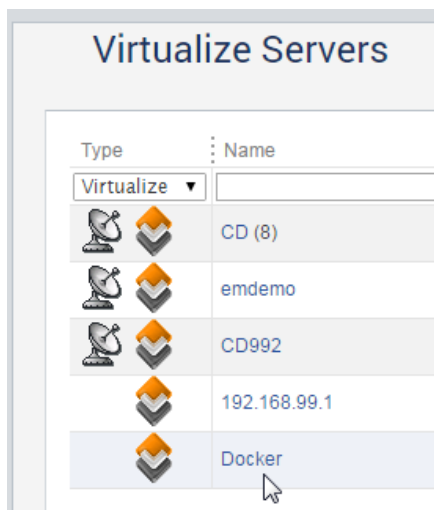 Virtualize Servers
Type Name
Virtualize ▼
CD (8)
emdemo
CD992
192.168.99.1
Docker